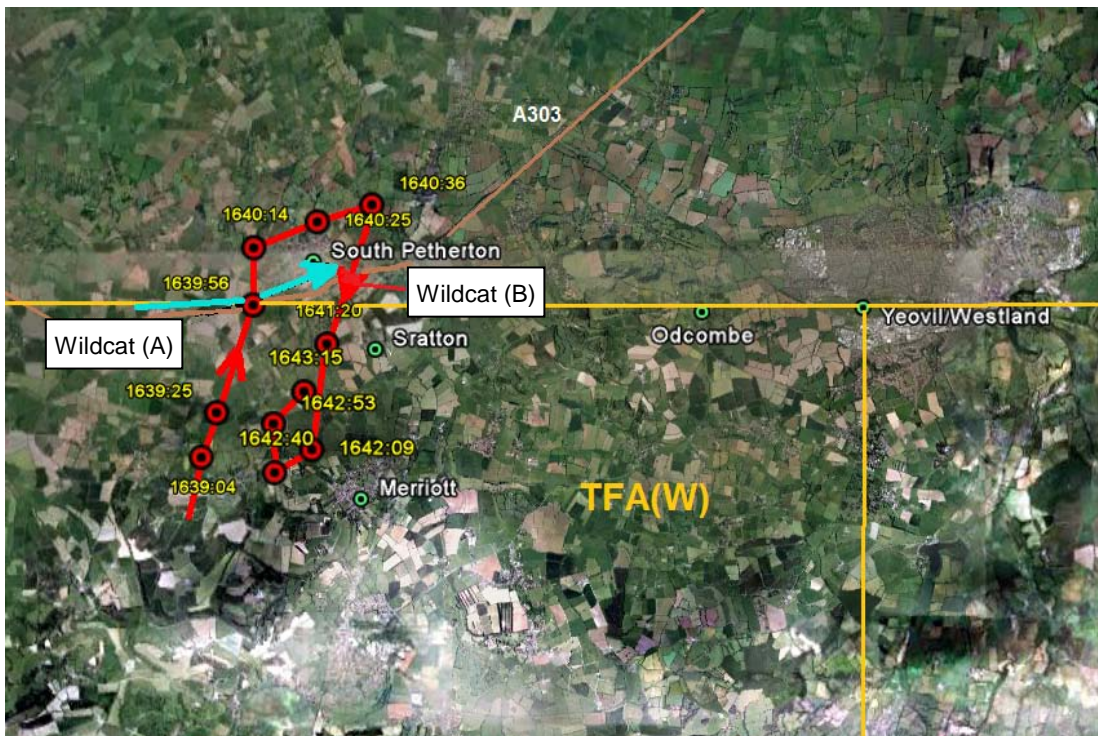 A303
1640:36
1640:14
1640:25
South Petherton
1639:56
Wildcat (B)
1641:20
Yeovil/Westland
Odcombe
Sratton
Wildcat (A)
1643:15
1639:25
1642:53
1642:40
1642:09
1639:04
Merriott
TFA(W)